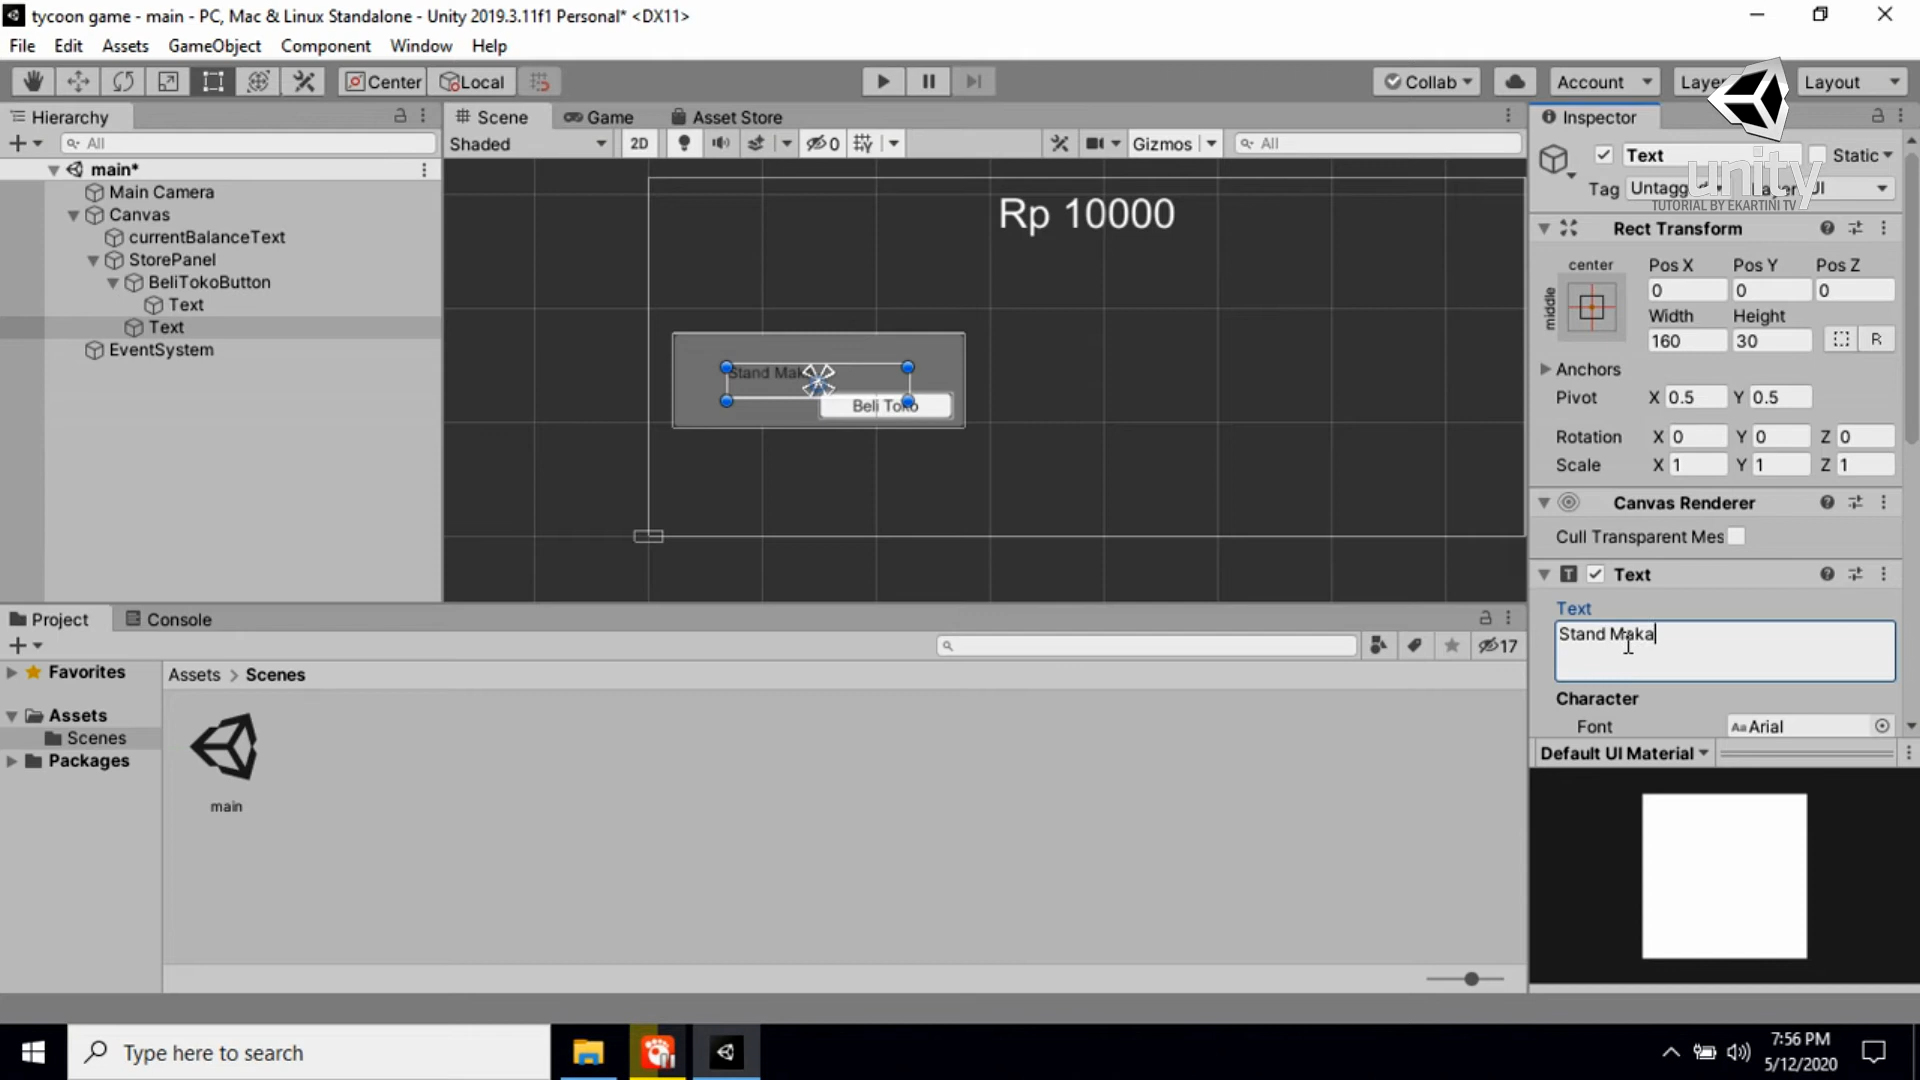 tycoon game - main - PC, Mac & Linux Standalone - Unity 2019.3.11f1 Personal* <DX11>
File Edit Assets GameObject Component Window Help
Center Local Collab Account Layout
Hierarchy Scene Game Asset Store Inspector
All Shaded 2D 0 Gizmos All Text Static
unity
main* Tag
TUTORIAL BY EKARTINI TV
Main Camera
Canvas
currentBalanceText
StorePanel
BeliTokoButton
Text
Text
EventSystem
Rp 10000
Beli Toko
Rect Transform
center Pos X Pos Y Pos Z
middle 0 0 0
Width Height
160 30 R
Anchors
Pivot X 0.5 Y 0.5
Rotation X 0 Y 0 Z 0
Scale X 1 Y 1 Z 1
Canvas Renderer
Cull Transparent Mes
Text
Text
Stand Maka
Character
Font Arial
Default UI Material
Project Console
17
Favorites
Assets
Scenes
Packages
Assets > Scenes
main
Type here to search
7:56 PM
5/12/2020